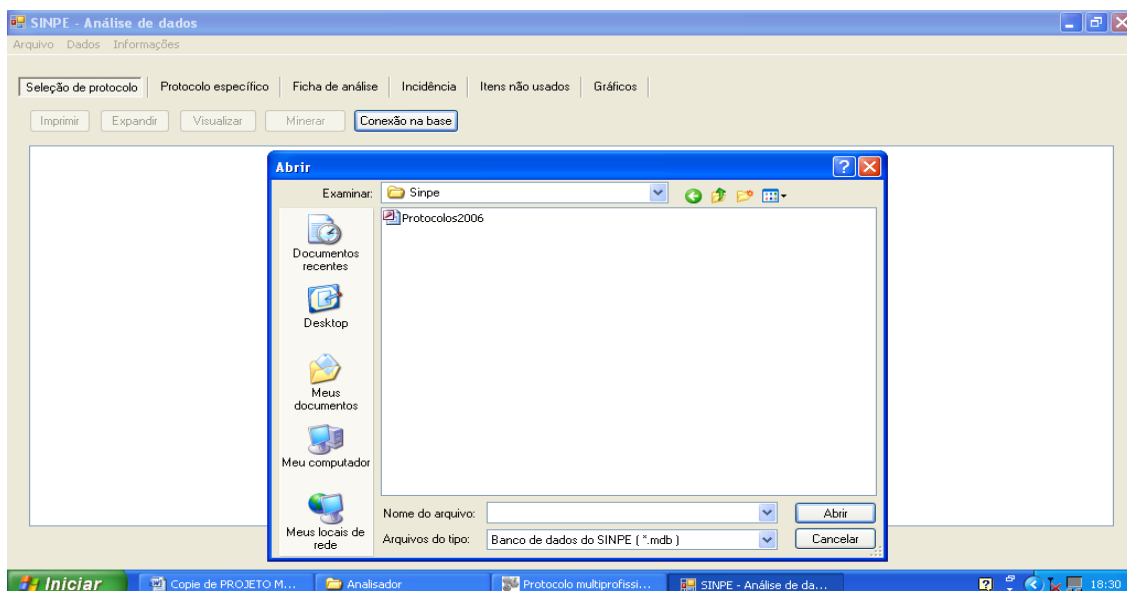 SINPE - Análise de dados
Arquivo Dados Informações
Seleção de protocolo Protocolo específico Ficha de análise Incidência Itens não usados Gráficos
Imprimir Expandir Visualizar Minerar Conexão na base
Abrir
Examinar: Sinpe
Protocolos2006
Documentos
recentes
Desktop
Meus
documentos
Meu computador
Meus locais de
rede
Nome do arquivo: Abrir
Arquivos do tipo: Banco de dados do SINPE ( *.mdb ) Cancelar
Iniciar Copie de PROJETO M... Analisador Protocolo multiprofissi... SINPE - Análise de da... 18:30